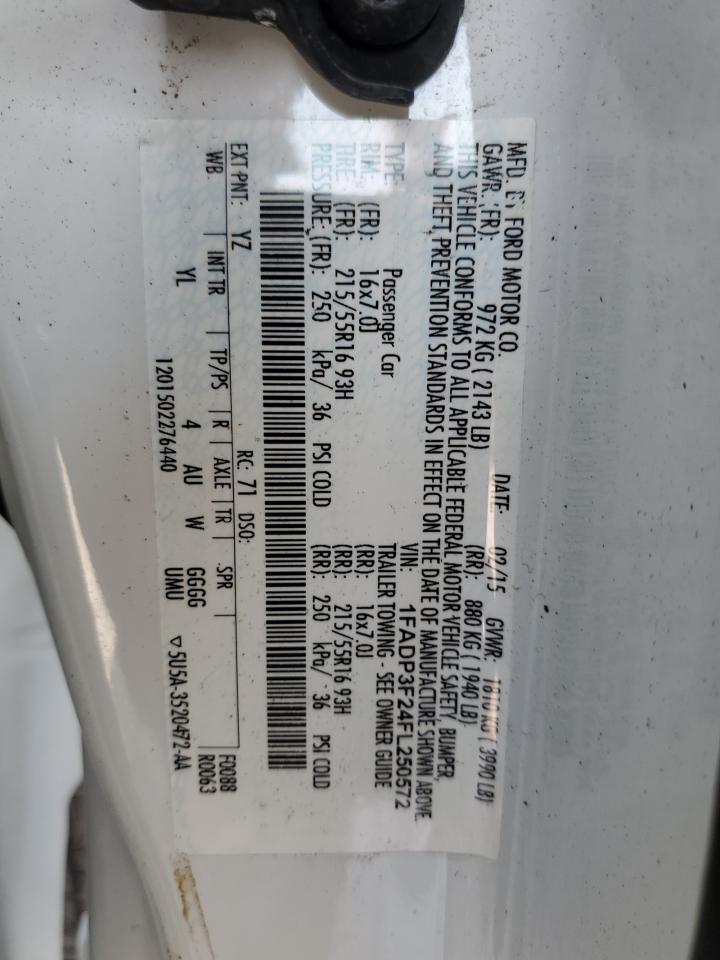 MFD. BY FORD MOTOR CO.
DATE: 02/15 GVWR: 1810 KG ( 3990 LB)
GAWR: (FR): 972 KG ( 2143 LB) (RR): 880 KG ( 1940 LB)
THIS VEHICLE CONFORMS TO ALL APPLICABLE FEDERAL MOTOR VEHICLE SAFETY, BUMPER,
AND THEFT PREVENTION STANDARDS IN EFFECT ON THE DATE OF MANUFACTURE SHOWN ABOVE.
VIN: 1FADP3F24FL250572
TYPE: Passenger Car TRAILER TOWING - SEE OWNER GUIDE
RIM: (FR): 16x7.0J (RR): 16x7.0J
TIRE: (FR): 215/55R16 93H (RR): 215/55R16 93H
PRESSURE: (FR): 250 kPa/ 36 PSI COLD (RR): 250 kPa/ 36 PSI COLD
EXT PNT: YZ RC: 71 DSO: F0088
WB | INT TR | TP/PS | R | AXLE | TR | SPR R0063
YL 4 AU W GGGG
UMU ▽ 5U5A-3520472-AA
1201502276440